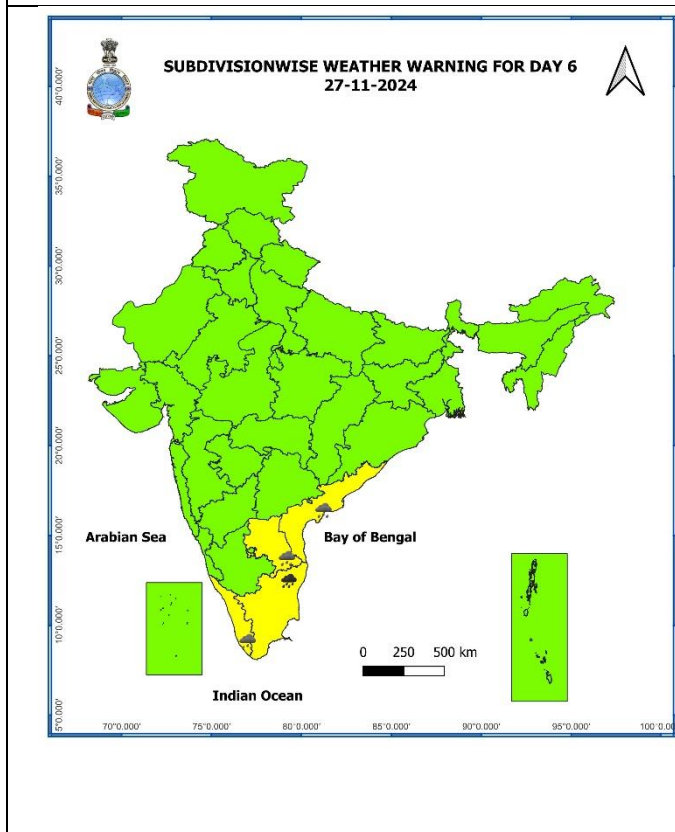 SUBDIVISIONWISE WEATHER WARNING FOR DAY 6
27-11-2024
40°0.000'
35°0.000'
30°0.000'
25°0.000'
20°0.000'
15°0.000'
10°0.000'
5°0.000'
Arabian Sea
Bay of Bengal
0 250 500 km
Indian Ocean
70°0.000' 75°0.000' 80°0.000' 85°0.000' 90°0.000' 95°0.000' 100°0.0